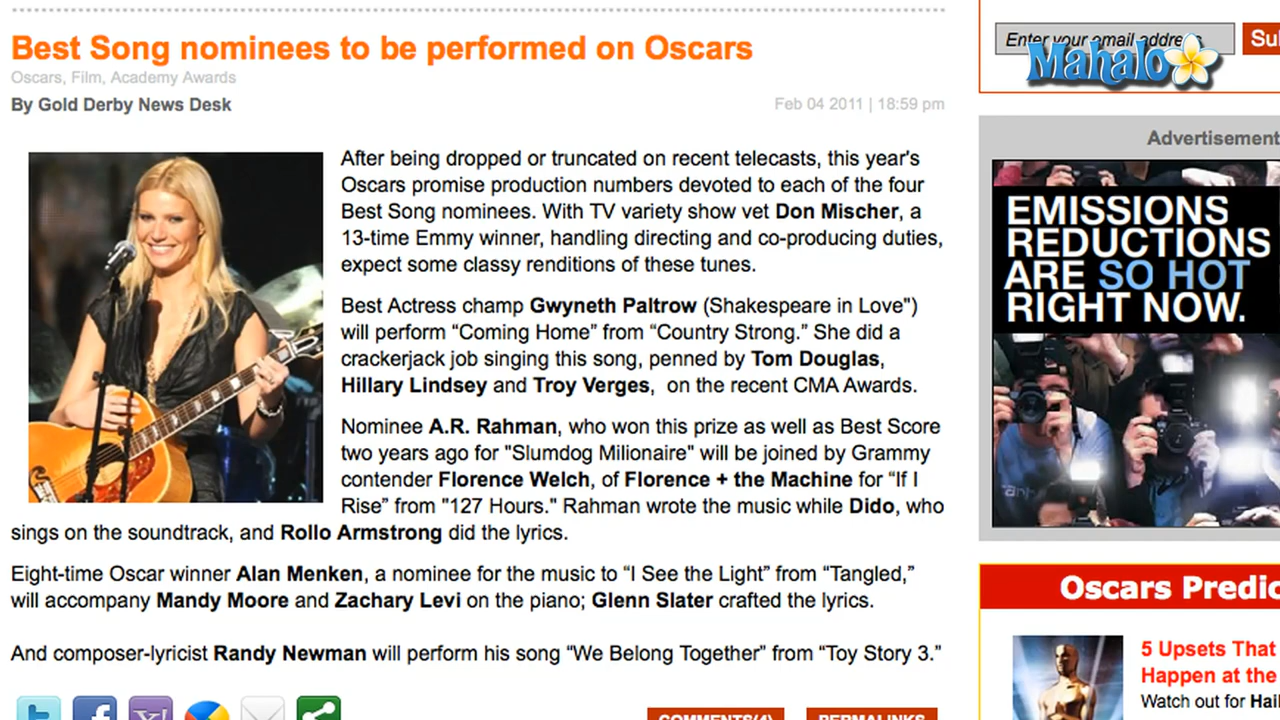 Best Song nominees to be performed on Oscars
Oscars, Film, Academy Awards
By Gold Derby News Desk
Feb 04 2011 | 18:59 pm
After being dropped or truncated on recent telecasts, this year's
Oscars promise production numbers devoted to each of the four
Best Song nominees. With TV variety show vet Don Mischer, a
13-time Emmy winner, handling directing and co-producing duties,
expect some classy renditions of these tunes.
Best Actress champ Gwyneth Paltrow (Shakespeare in Love")
will perform “Coming Home” from “Country Strong.” She did a
crackerjack job singing this song, penned by Tom Douglas,
Hillary Lindsey and Troy Verges, on the recent CMA Awards.
Nominee A.R. Rahman, who won this prize as well as Best Score
two years ago for "Slumdog Milionaire" will be joined by Grammy
contender Florence Welch, of Florence + the Machine for “If I
Rise” from "127 Hours." Rahman wrote the music while Dido, who
sings on the soundtrack, and Rollo Armstrong did the lyrics.
Eight-time Oscar winner Alan Menken, a nominee for the music to “I See the Light” from “Tangled,”
will accompany Mandy Moore and Zachary Levi on the piano; Glenn Slater crafted the lyrics.
And composer-lyricist Randy Newman will perform his song “We Belong Together” from “Toy Story 3.”
COMMENTS(4)
PERMALINKS
Enter your email address
Mahalo
Advertisement
EMISSIONS
REDUCTIONS
ARE SO HOT
RIGHT NOW.
5 Upsets That
Happen at the
Watch out for